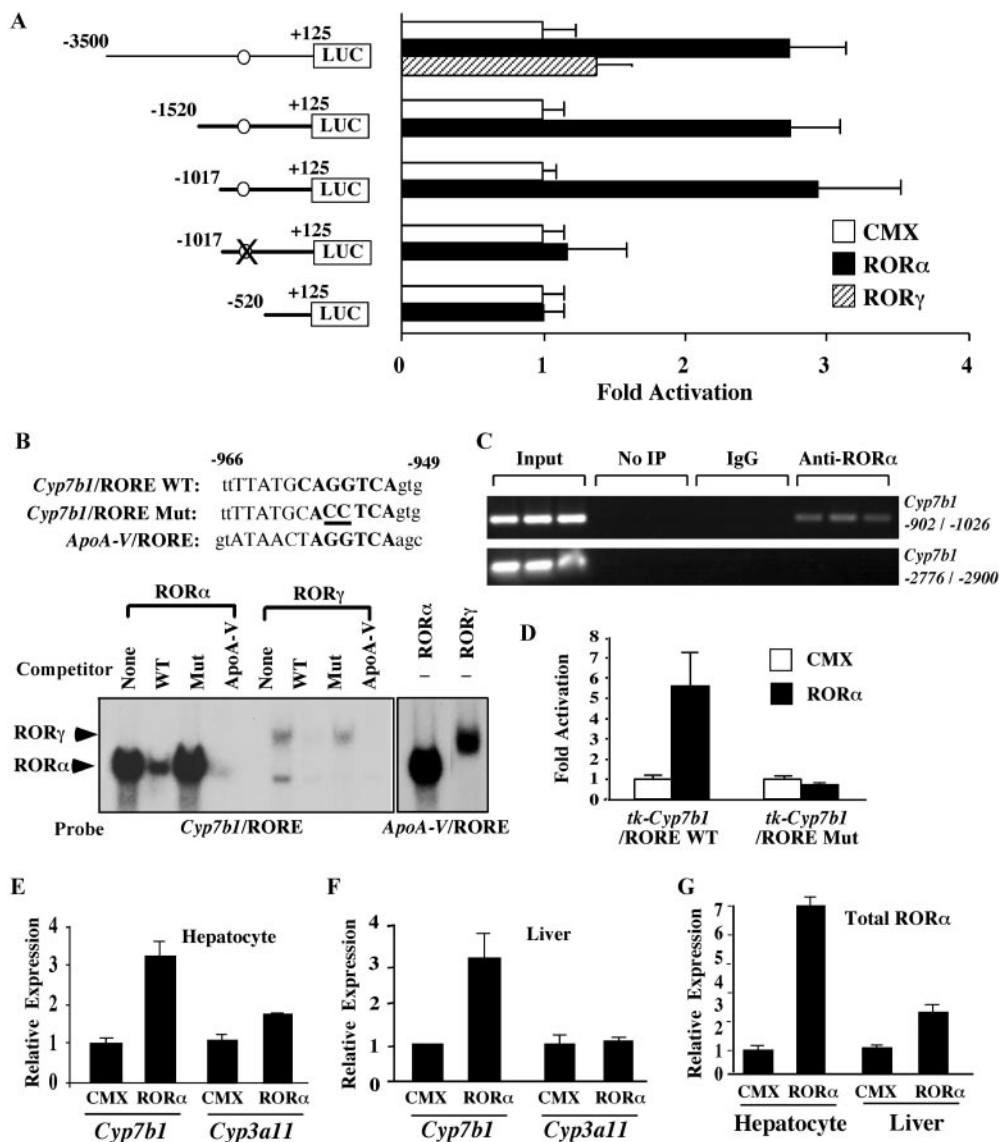 A
-3500
+125
LUC
-1520
+125
LUC
-1017
+125
LUC
-1017
+125
LUC
-520
+125
LUC
CMX
RORα
RORγ
0 1 2 3 4
Fold Activation
B
-966 -949
Cyp7b1/RORE WT: ttTTATGCAGGTCAgtg
Cyp7b1/RORE Mut: ttTTATGCACCTCAgtg
ApoA-V/RORE: gtATAACTAGGTCAagc
RORα RORγ
Competitor None WT Mut ApoA-V None WT Mut ApoA-V
– RORα – RORγ
RORγ
RORα
Probe Cyp7b1/RORE ApoA-V/RORE
C
Input No IP IgG Anti-RORα
Cyp7b1
-902 / -1026
Cyp7b1
-2776 / -2900
D
Fold Activation
8
7
6
5
4
3
2
1
0
CMX
RORα
tk-Cyp7b1 tk-Cyp7b1
/RORE WT /RORE Mut
E
Hepatocyte
Relative Expression
4
3
2
1
0
CMX RORα CMX RORα
Cyp7b1 Cyp3a11
F
Liver
Relative Expression
4
3
2
1
0
CMX RORα CMX RORα
Cyp7b1 Cyp3a11
G
Total RORα
Relative Expression
7
6
5
4
3
2
1
0
CMX RORα CMX RORα
Hepatocyte Liver